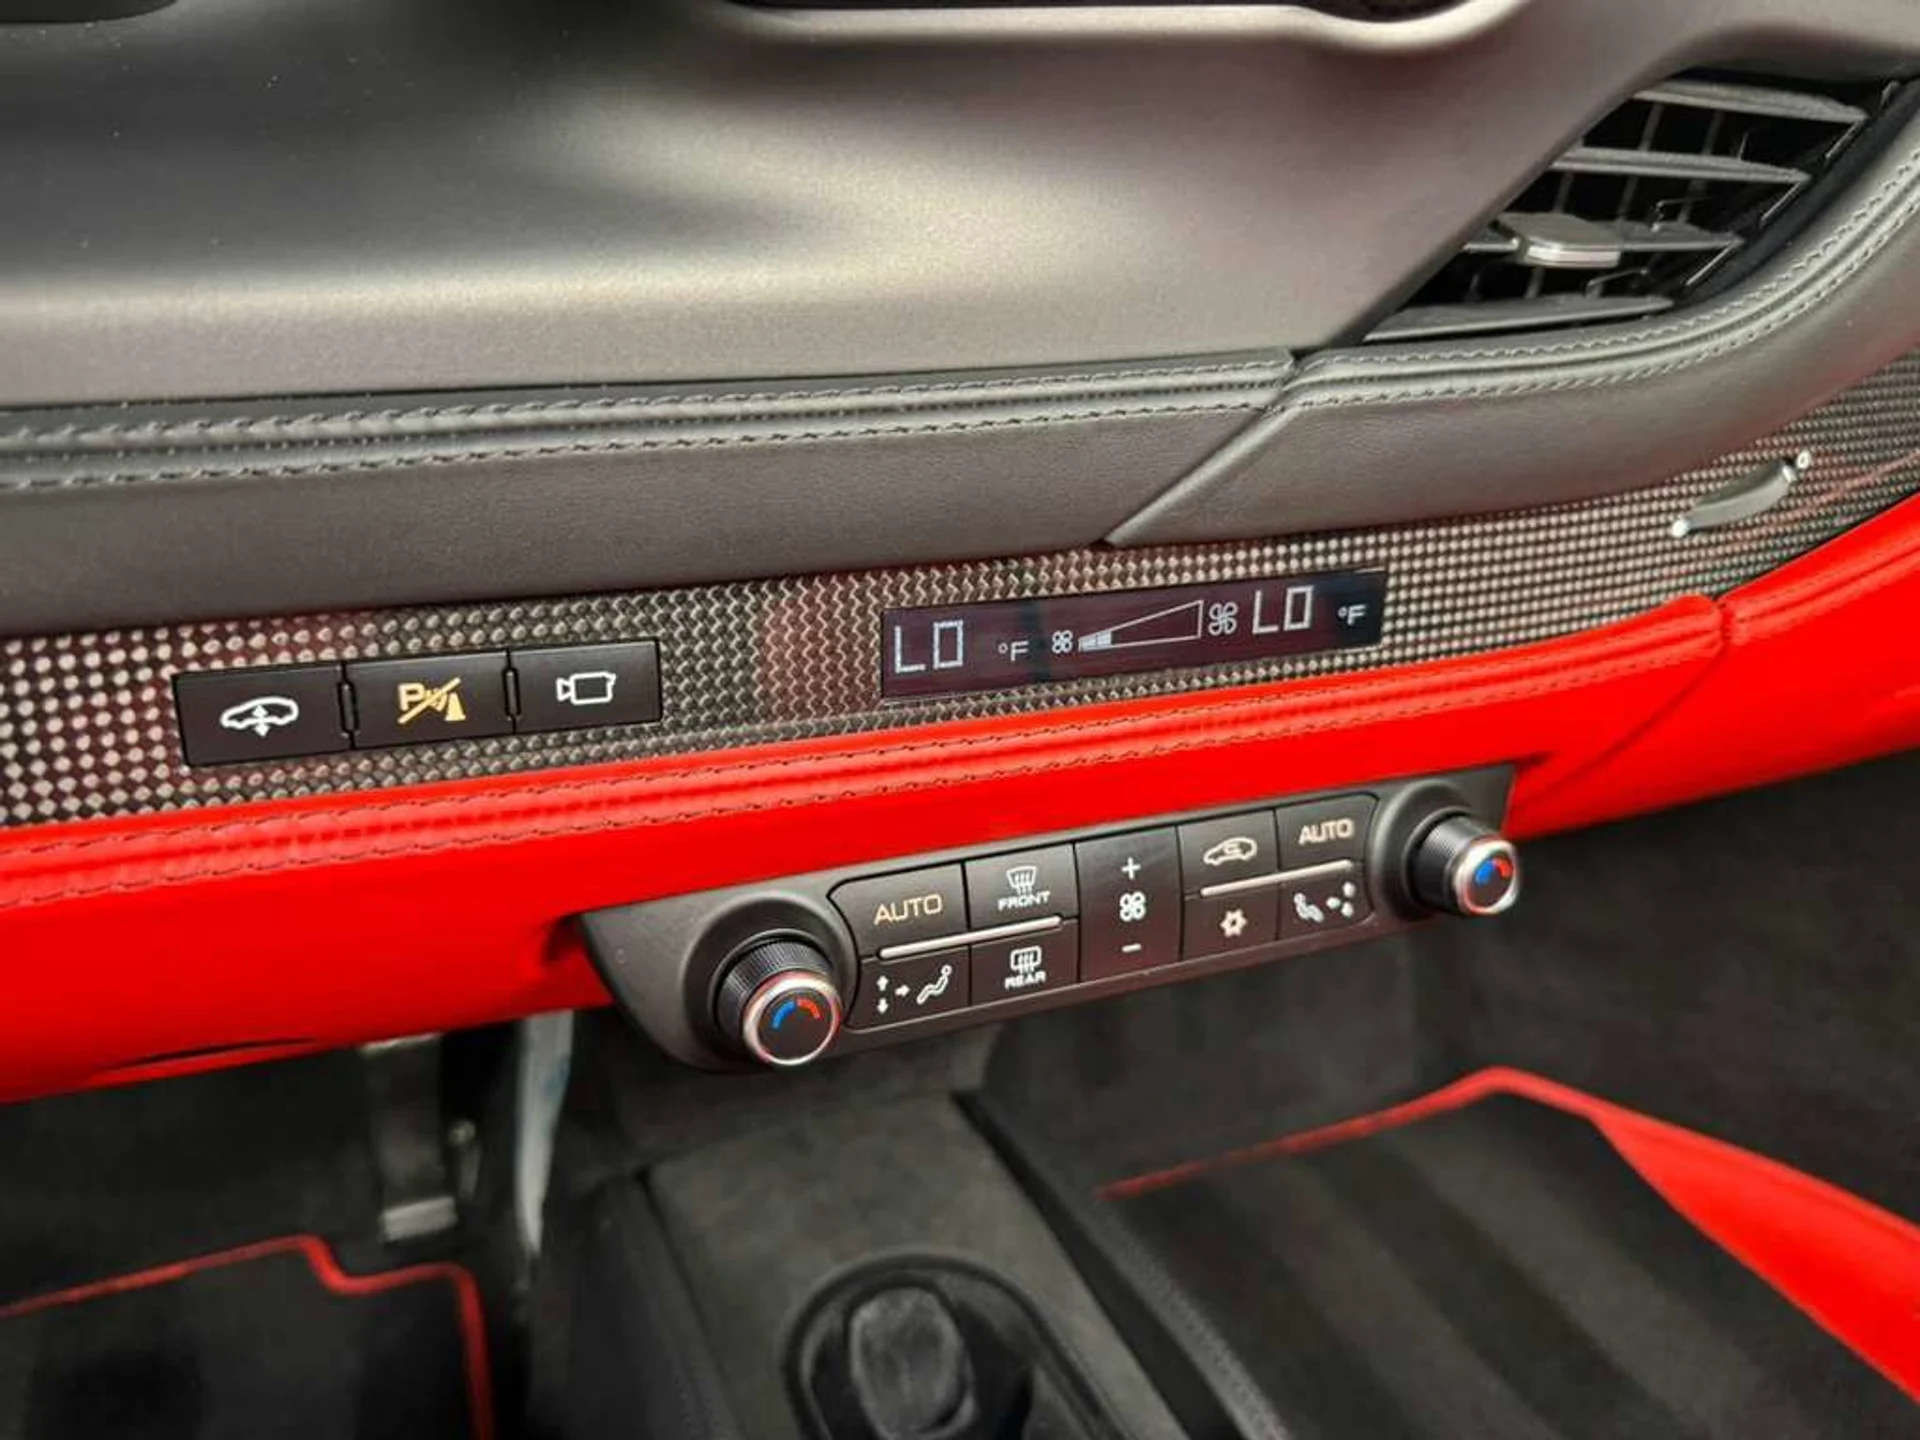 LO °F LO °F
P
AUTO FRONT + AUTO
REAR -